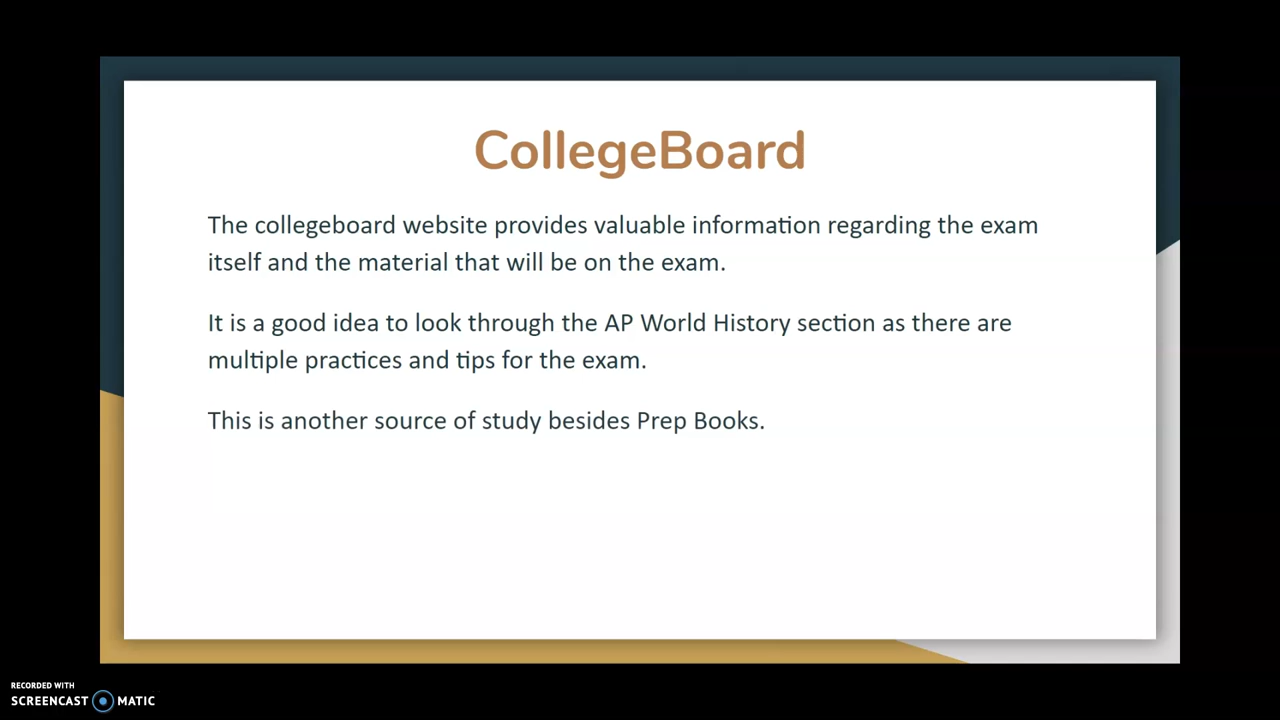 CollegeBoard
The collegeboard website provides valuable information regarding the exam
itself and the material that will be on the exam.
It is a good idea to look through the AP World History section as there are
multiple practices and tips for the exam.
This is another source of study besides Prep Books.
RECORDED WITH
SCREENCAST MATIC